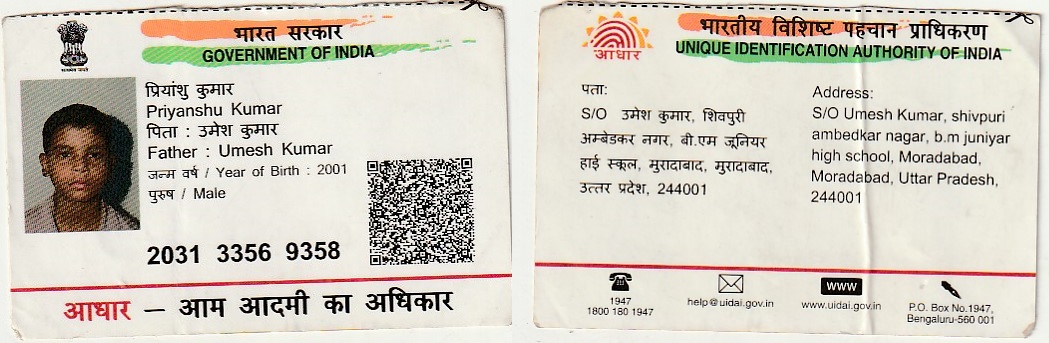 भारत सरकार
GOVERNMENT OF INDIA
प्रियांशु कुमार
Priyanshu Kumar
पिता : उमेश कुमार
Father : Umesh Kumar
जन्म वर्ष / Year of Birth : 2001
पुरुष / Male
2031 3356 9358
आधार – आम आदमी का अधिकार
भारतीय विशिष्ट पहचान प्राधिकरण
UNIQUE IDENTIFICATION AUTHORITY OF INDIA
आधार
पता:
S/O उमेश कुमार, शिवपुरी
अम्बेडकर नगर, बी.एम जूनियर
हाई स्कूल, मुरादाबाद, मुरादाबाद,
उत्तर प्रदेश, 244001
Address:
S/O Umesh Kumar, shivpuri
ambedkar nagar, b.m juniyar
high school, Moradabad,
Moradabad, Uttar Pradesh,
244001
1947
1800 180 1947
help@uidai.gov.in
www
www.uidai.gov.in
P.O. Box No.1947,
Bengaluru-560 001